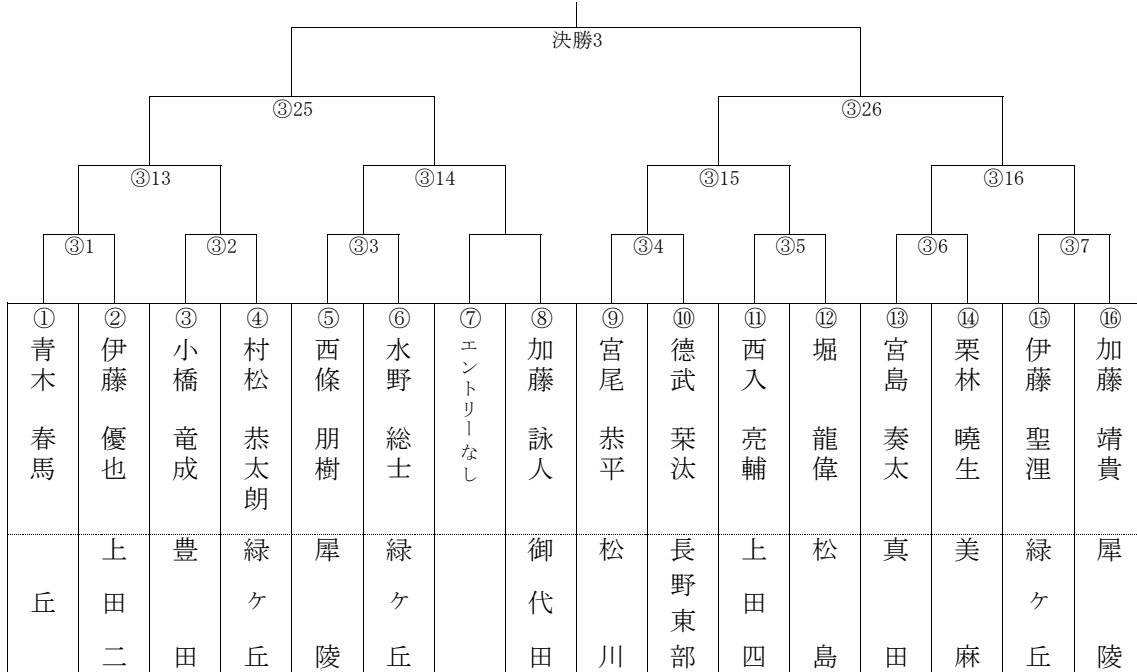 決勝3
③25
③26
③13
③14
③15
③16
③1
③2
③3
③4
③5
③6
③7
①
青木 春馬
丘
②
伊藤 優也
上田二
③
小橋 竜成
豊田
④
村松 恭太朗
緑ケ丘
⑤
西條 朋樹
犀陵
⑥
水野 総士
緑ケ丘
⑦
エントリーなし
⑧
加藤 詠人
御代田
⑨
宮尾 恭平
松川
⑩
德武 栞汰
長野東部
⑪
西入 亮輔
上田四
⑫
堀 龍偉
松島
⑬
宮島 奏太
真田
⑭
栗林 暁生
美麻
⑮
伊藤 聖浬
緑ケ丘
⑯
加藤 靖貴
犀陵